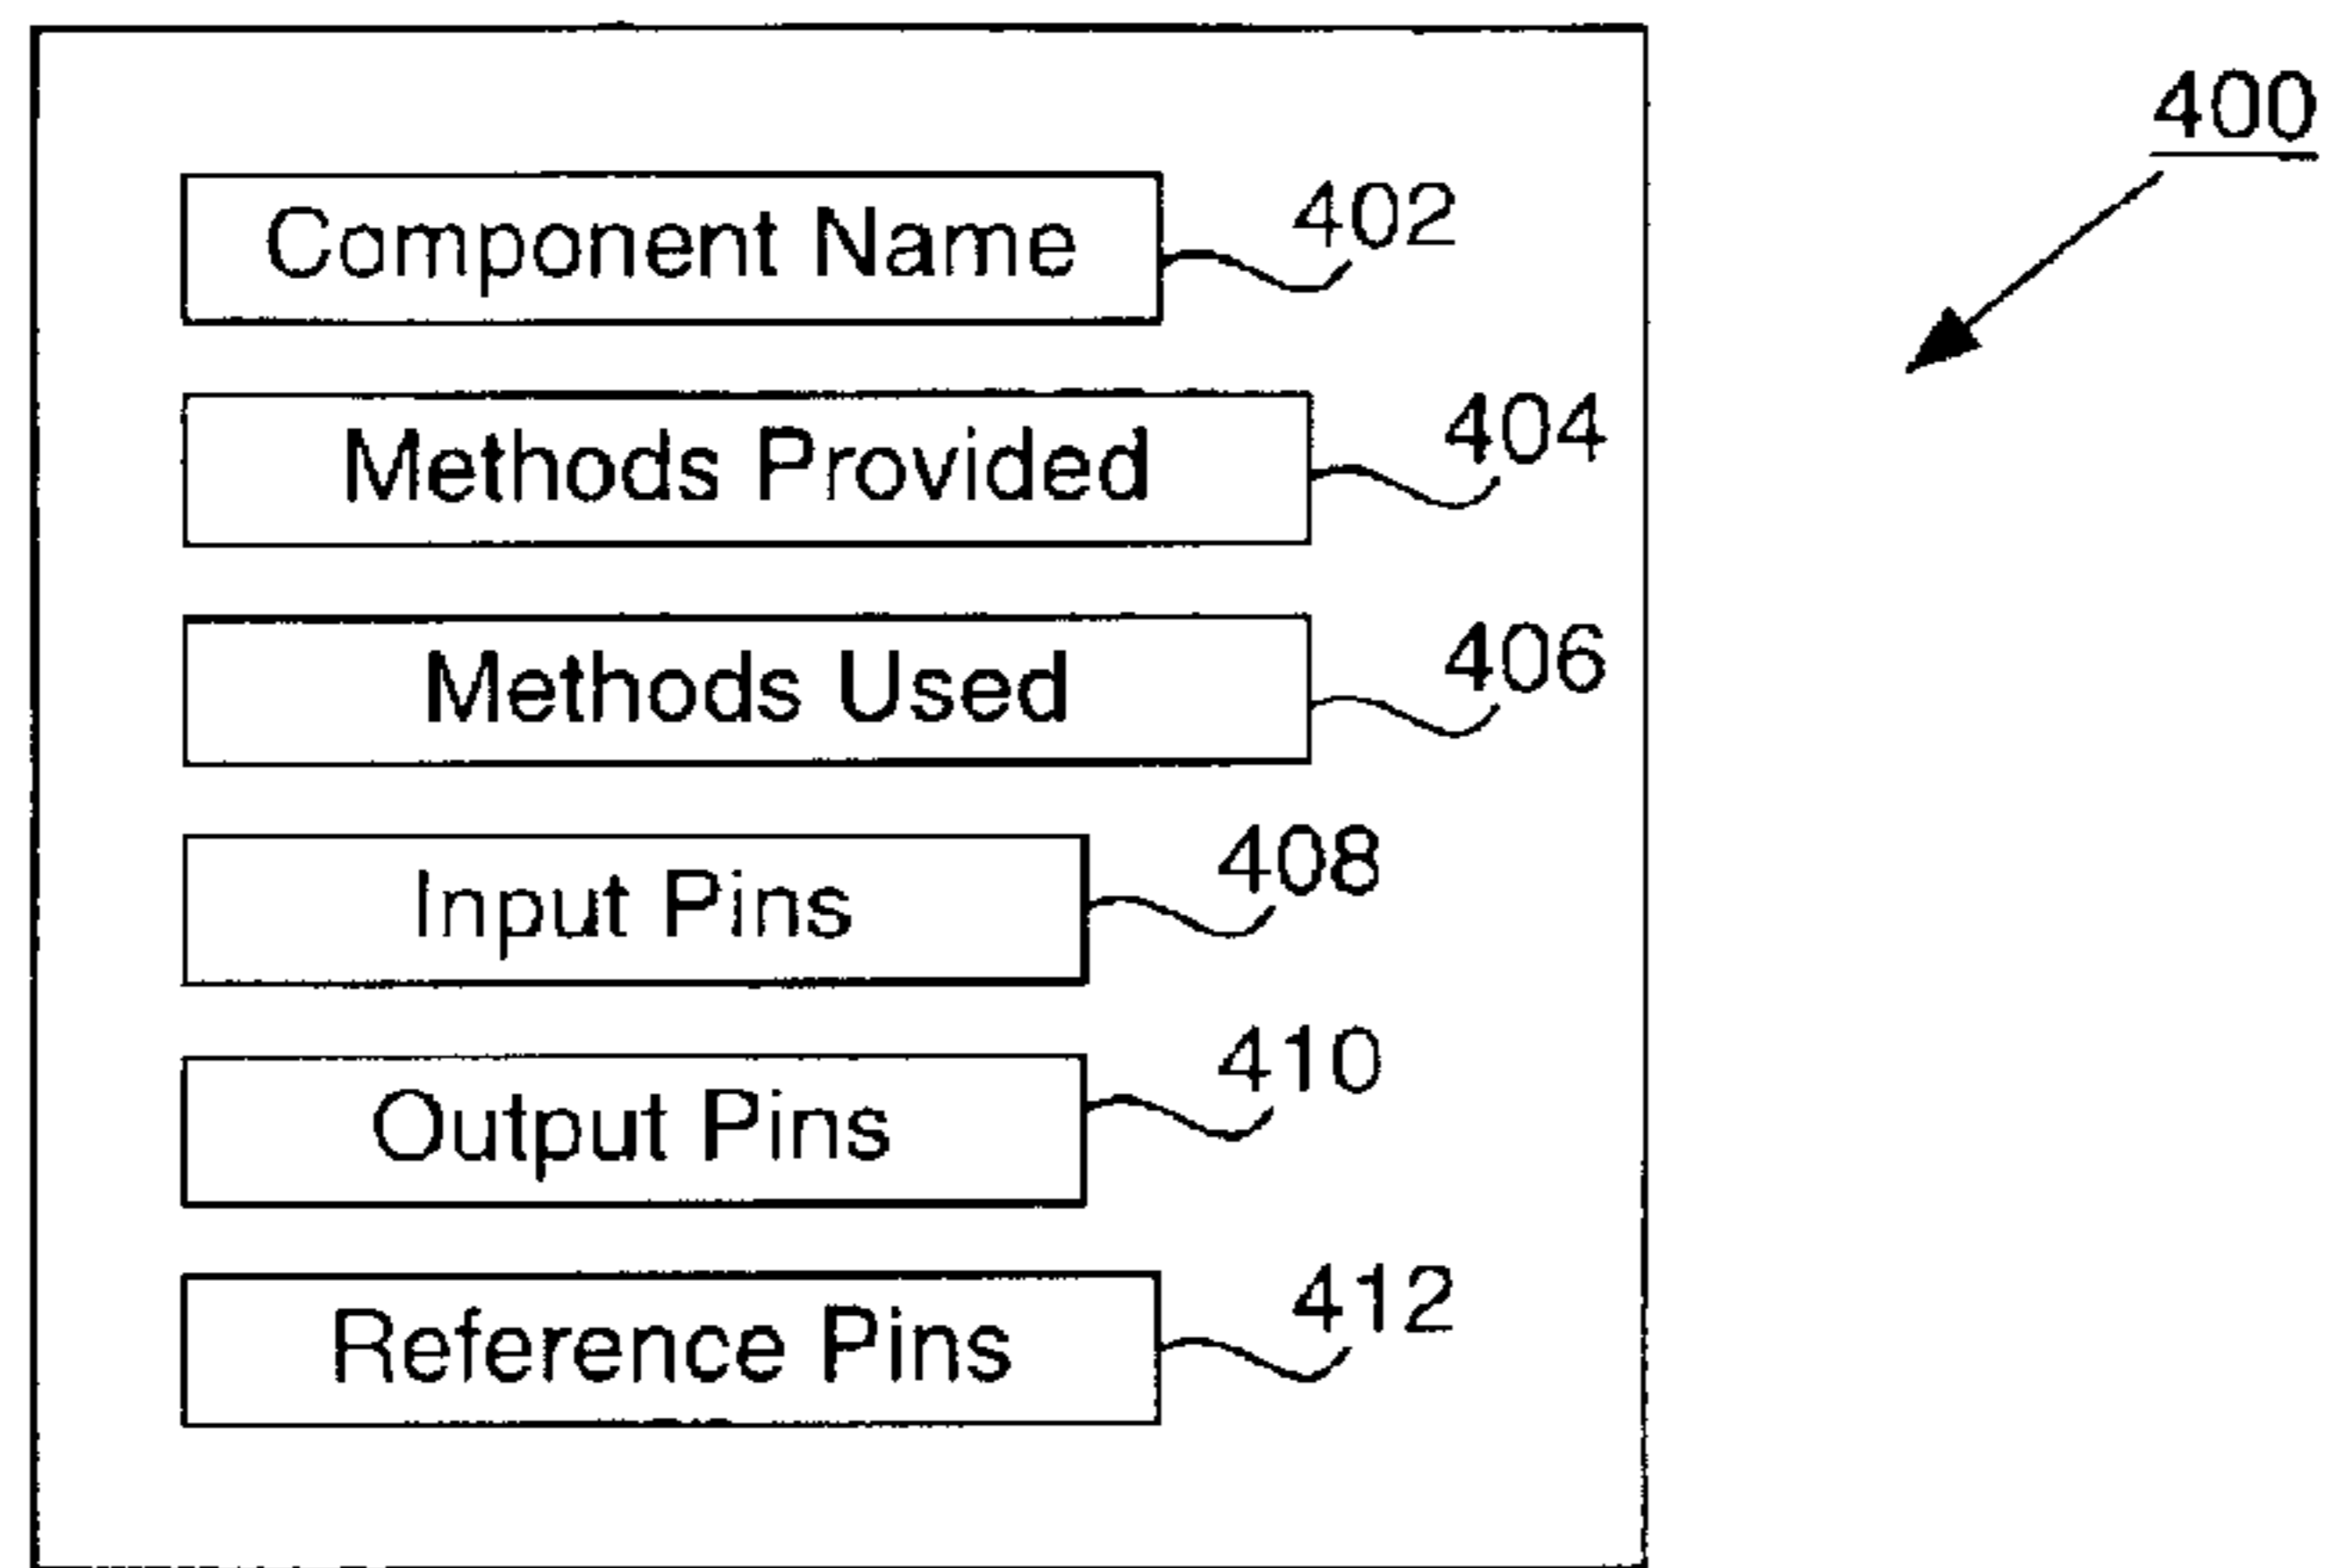 400
Component Name 402
Methods Provided 404
Methods Used 406
Input Pins 408
Output Pins 410
Reference Pins 412